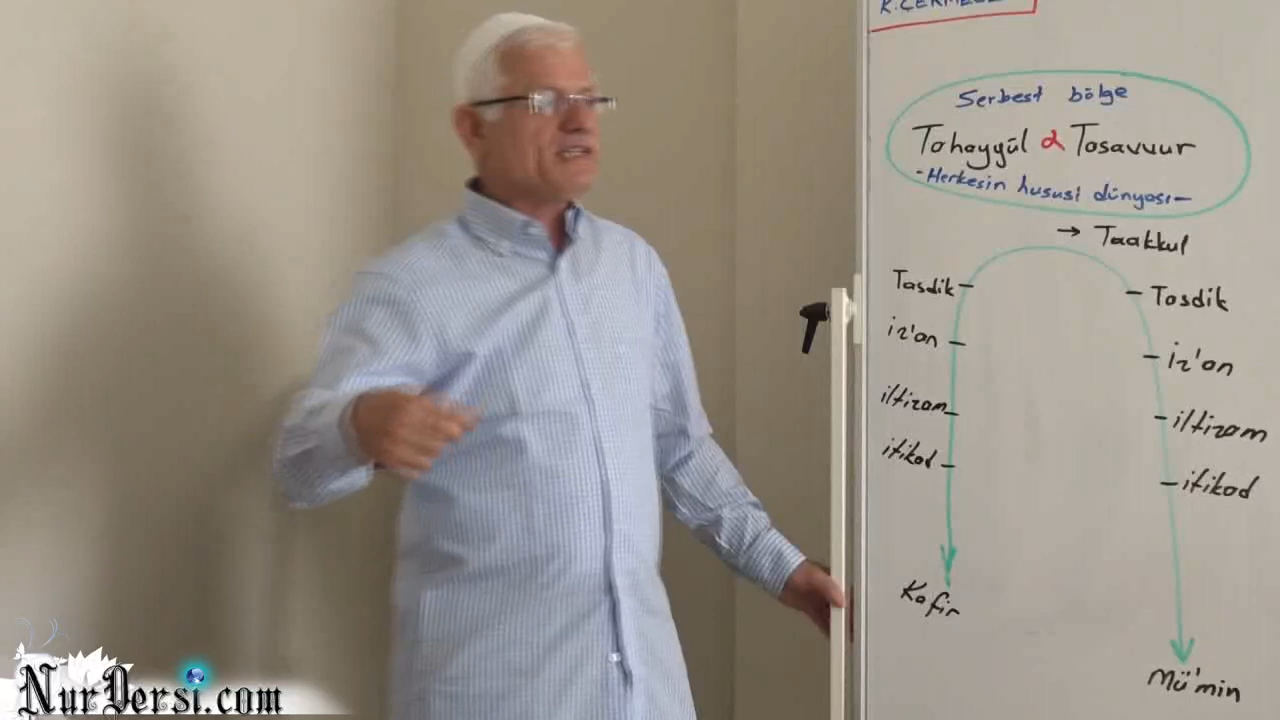 Serbest bölge
Tahayyül & Tasavvur
-Herkesin hususi dünyası-
→ Taakkul
Tasdik
iz'an
iltizam
itikad
Kafir
Tasdik
iz'an
iltizam
itikad
Mü'min
NurDersi.com